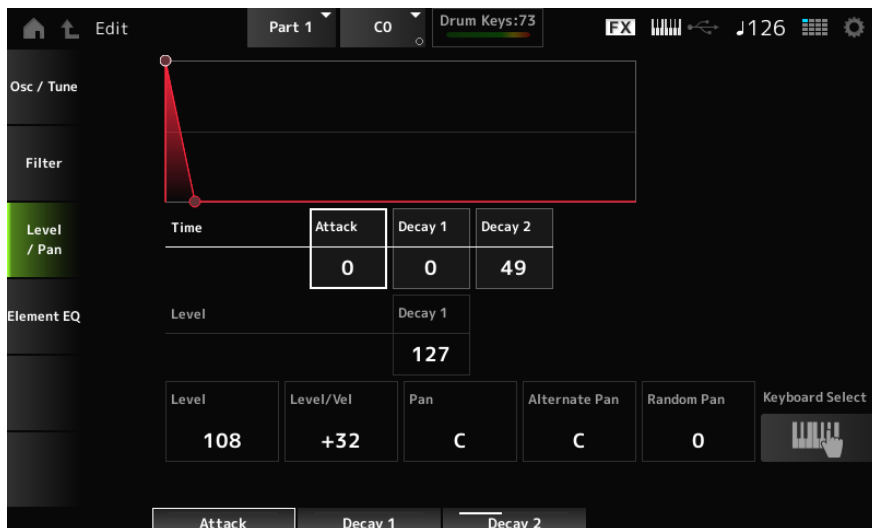 Edit
Part 1
C0
Drum Keys:73
FX
♩126
Osc / Tune
Filter
Level
/ Pan
Element EQ
Time
Attack
Decay 1
Decay 2
0
0
49
Level
Decay 1
127
Level
Level/Vel
Pan
Alternate Pan
Random Pan
Keyboard Select
108
+32
C
C
0
Attack
Decay 1
Decay 2